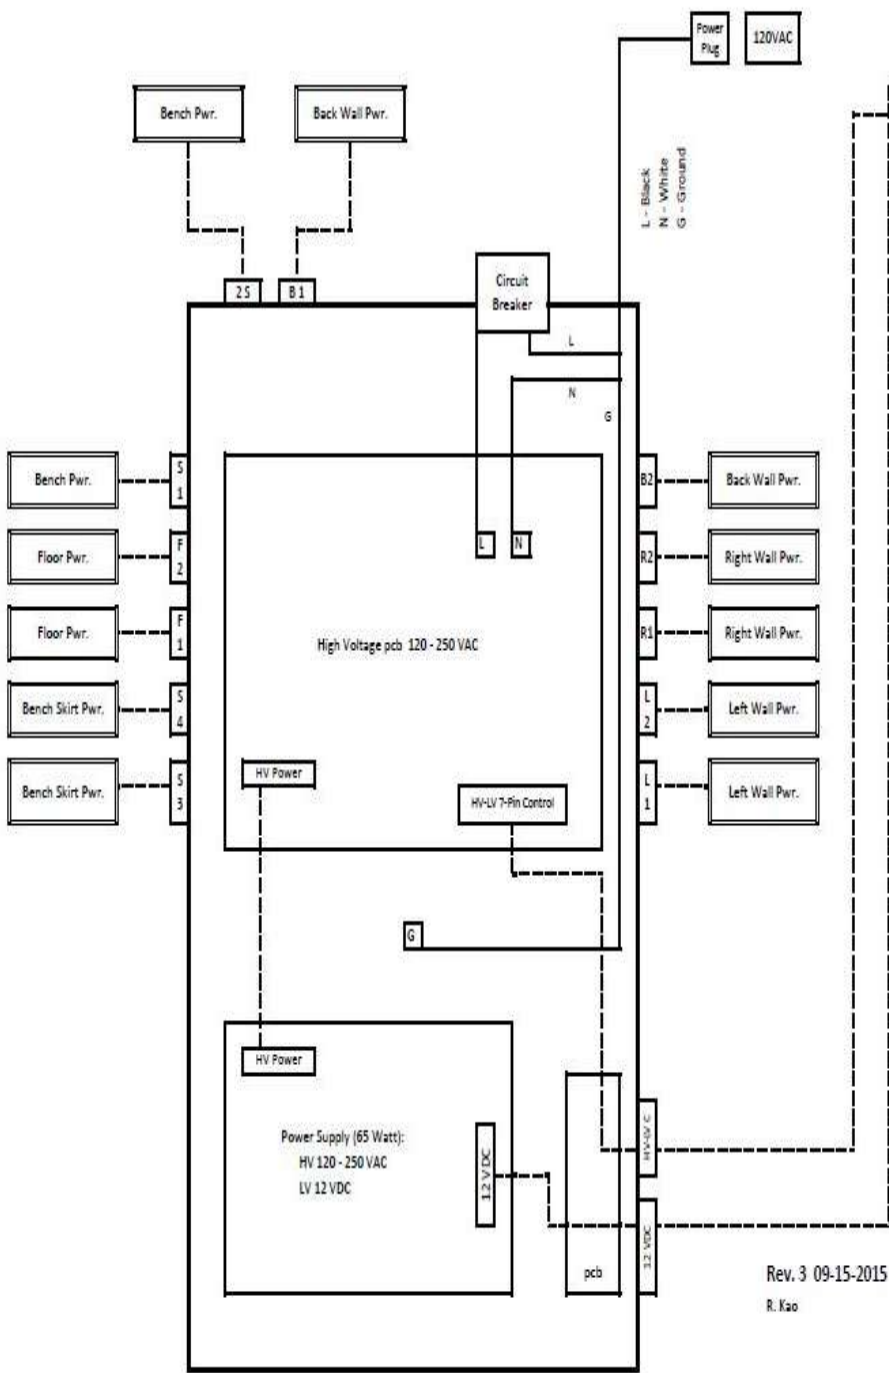 Power
Plug
120VAC
Bench Pwr.
Back Wall Pwr.
L - Black
N - White
G - Ground
2 S
B 1
Circuit
Breaker
L
N
G
Bench Pwr.
S
1
B2
Back Wall Pwr.
L
N
Floor Pwr.
F
2
R2
Right Wall Pwr.
Floor Pwr.
F
1
High Voltage pcb 120 - 250 VAC
R1
Right Wall Pwr.
Bench Skirt Pwr.
S
4
L
2
Left Wall Pwr.
Bench Skirt Pwr.
S
3
HV Power
HV-LV 7-Pin Control
L
1
Left Wall Pwr.
G
HV Power
Power Supply (65 Watt):
HV 120 - 250 VAC
LV 12 VDC
12 V DC
HV-LV C
12 VDC
pcb
Rev. 3 09-15-2015
R. Kao